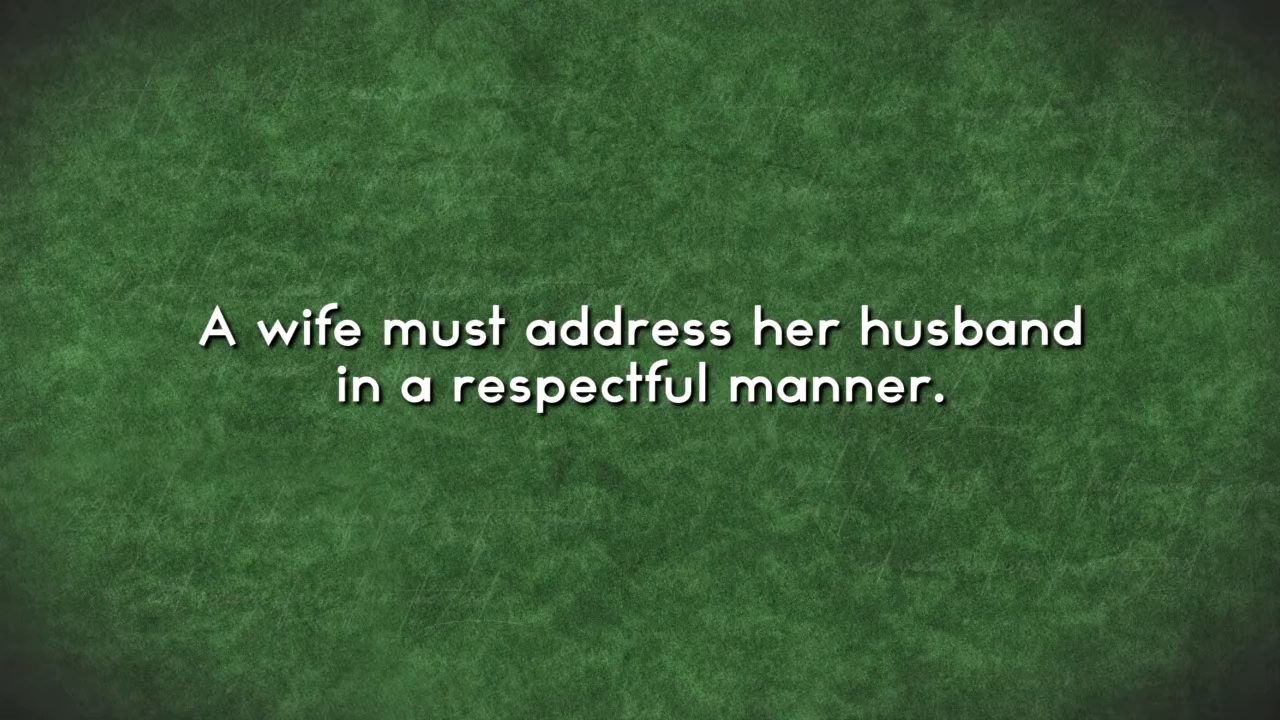 A wife must address her husband
in a respectful manner.